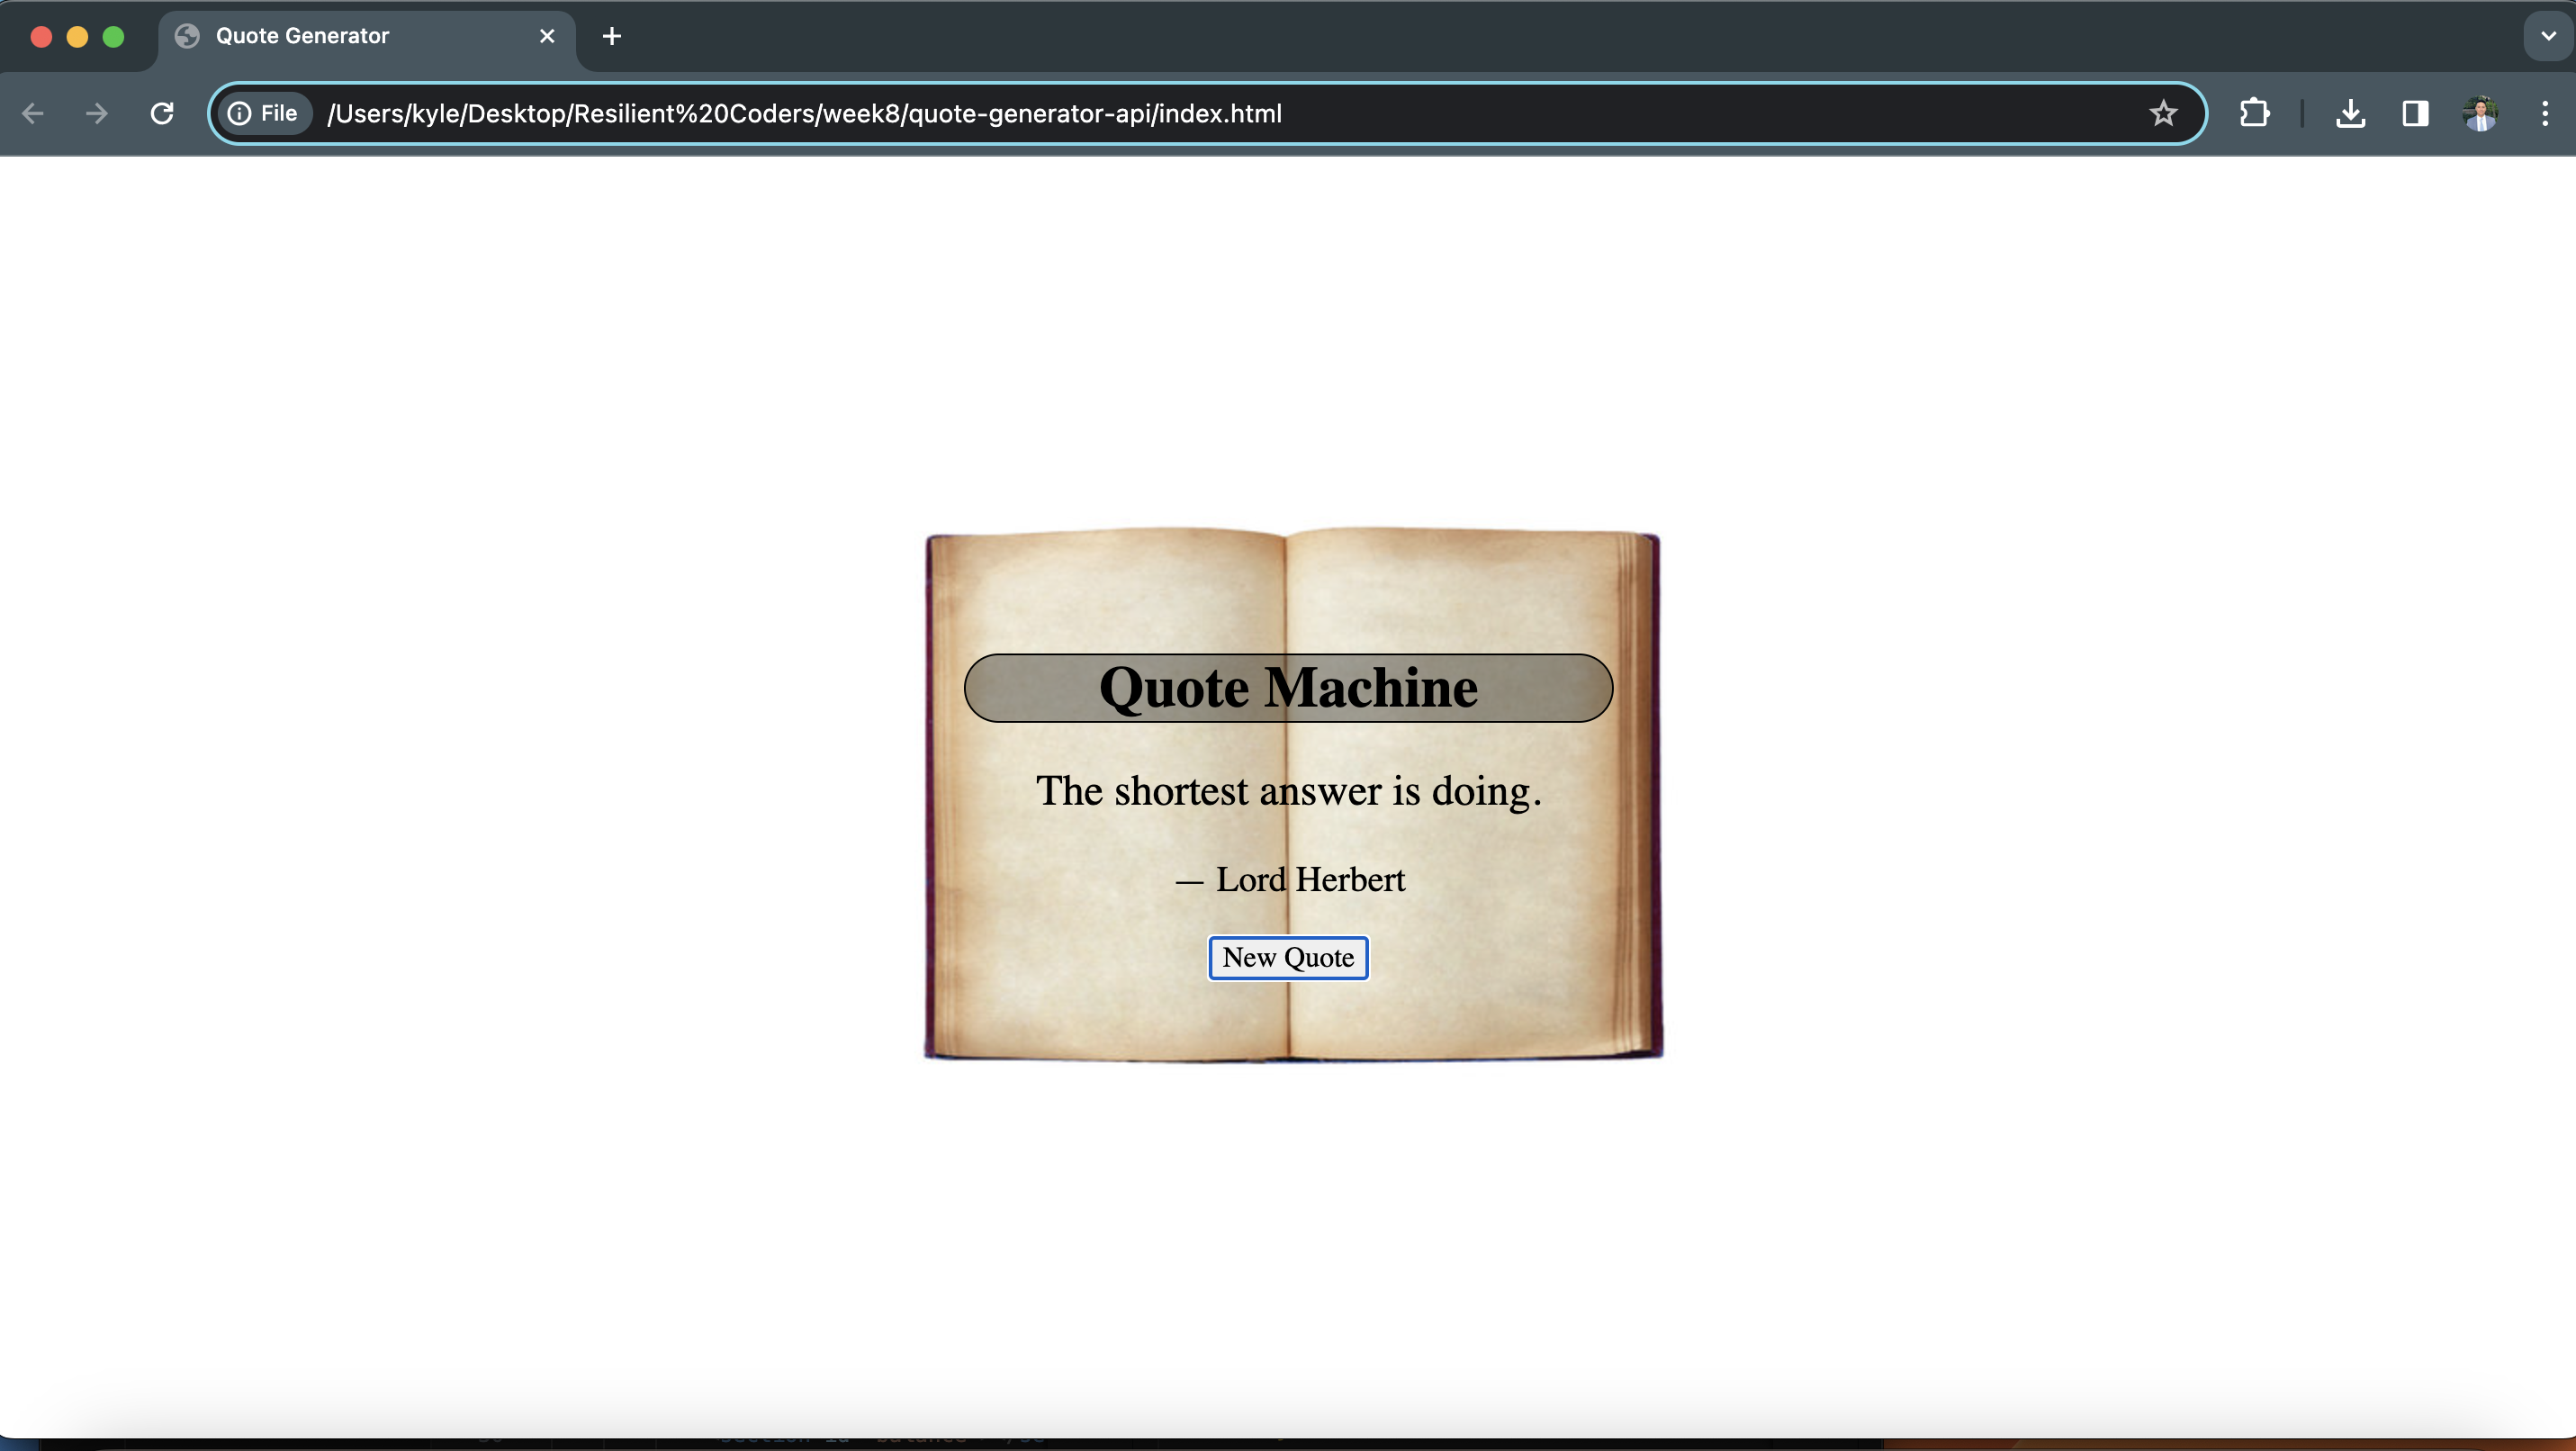 Quote Generator
File /Users/kyle/Desktop/Resilient%20Coders/week8/quote-generator-api/index.html
Quote Machine
The shortest answer is doing.
— Lord Herbert
New Quote